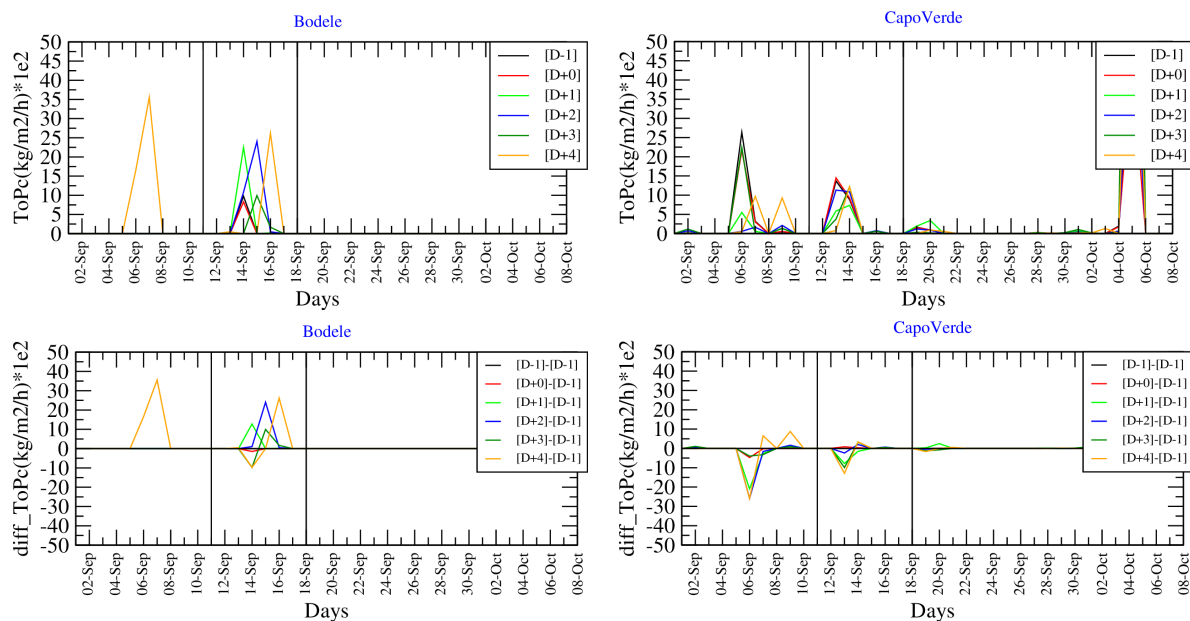 Bodele
ToPc(kg/m2/h)*1e2
50
45
40
35
30
25
20
15
10
5
0
[D-1]
[D+0]
[D+1]
[D+2]
[D+3]
[D+4]
02-Sep
04-Sep
06-Sep
08-Sep
10-Sep
12-Sep
14-Sep
16-Sep
18-Sep
20-Sep
22-Sep
24-Sep
26-Sep
28-Sep
30-Sep
02-Oct
04-Oct
06-Oct
08-Oct
Days
CapoVerde
ToPc(kg/m2/h)*1e2
50
45
40
35
30
25
20
15
10
5
0
[D-1]
[D+0]
[D+1]
[D+2]
[D+3]
[D+4]
02-Sep
04-Sep
06-Sep
08-Sep
10-Sep
12-Sep
14-Sep
16-Sep
18-Sep
20-Sep
22-Sep
24-Sep
26-Sep
28-Sep
30-Sep
02-Oct
04-Oct
06-Oct
08-Oct
Days
Bodele
diff_ToPc(kg/m2/h)*1e2
50
40
30
20
10
0
-10
-20
-30
-40
-50
[D-1]-[D-1]
[D+0]-[D-1]
[D+1]-[D-1]
[D+2]-[D-1]
[D+3]-[D-1]
[D+4]-[D-1]
02-Sep
04-Sep
06-Sep
08-Sep
10-Sep
12-Sep
14-Sep
16-Sep
18-Sep
20-Sep
22-Sep
24-Sep
26-Sep
28-Sep
30-Sep
02-Oct
04-Oct
06-Oct
08-Oct
Days
CapoVerde
diff_ToPc(kg/m2/h)*1e2
50
40
30
20
10
0
-10
-20
-30
-40
-50
[D-1]-[D-1]
[D+0]-[D-1]
[D+1]-[D-1]
[D+2]-[D-1]
[D+3]-[D-1]
[D+4]-[D-1]
02-Sep
04-Sep
06-Sep
08-Sep
10-Sep
12-Sep
14-Sep
16-Sep
18-Sep
20-Sep
22-Sep
24-Sep
26-Sep
28-Sep
30-Sep
02-Oct
04-Oct
06-Oct
08-Oct
Days